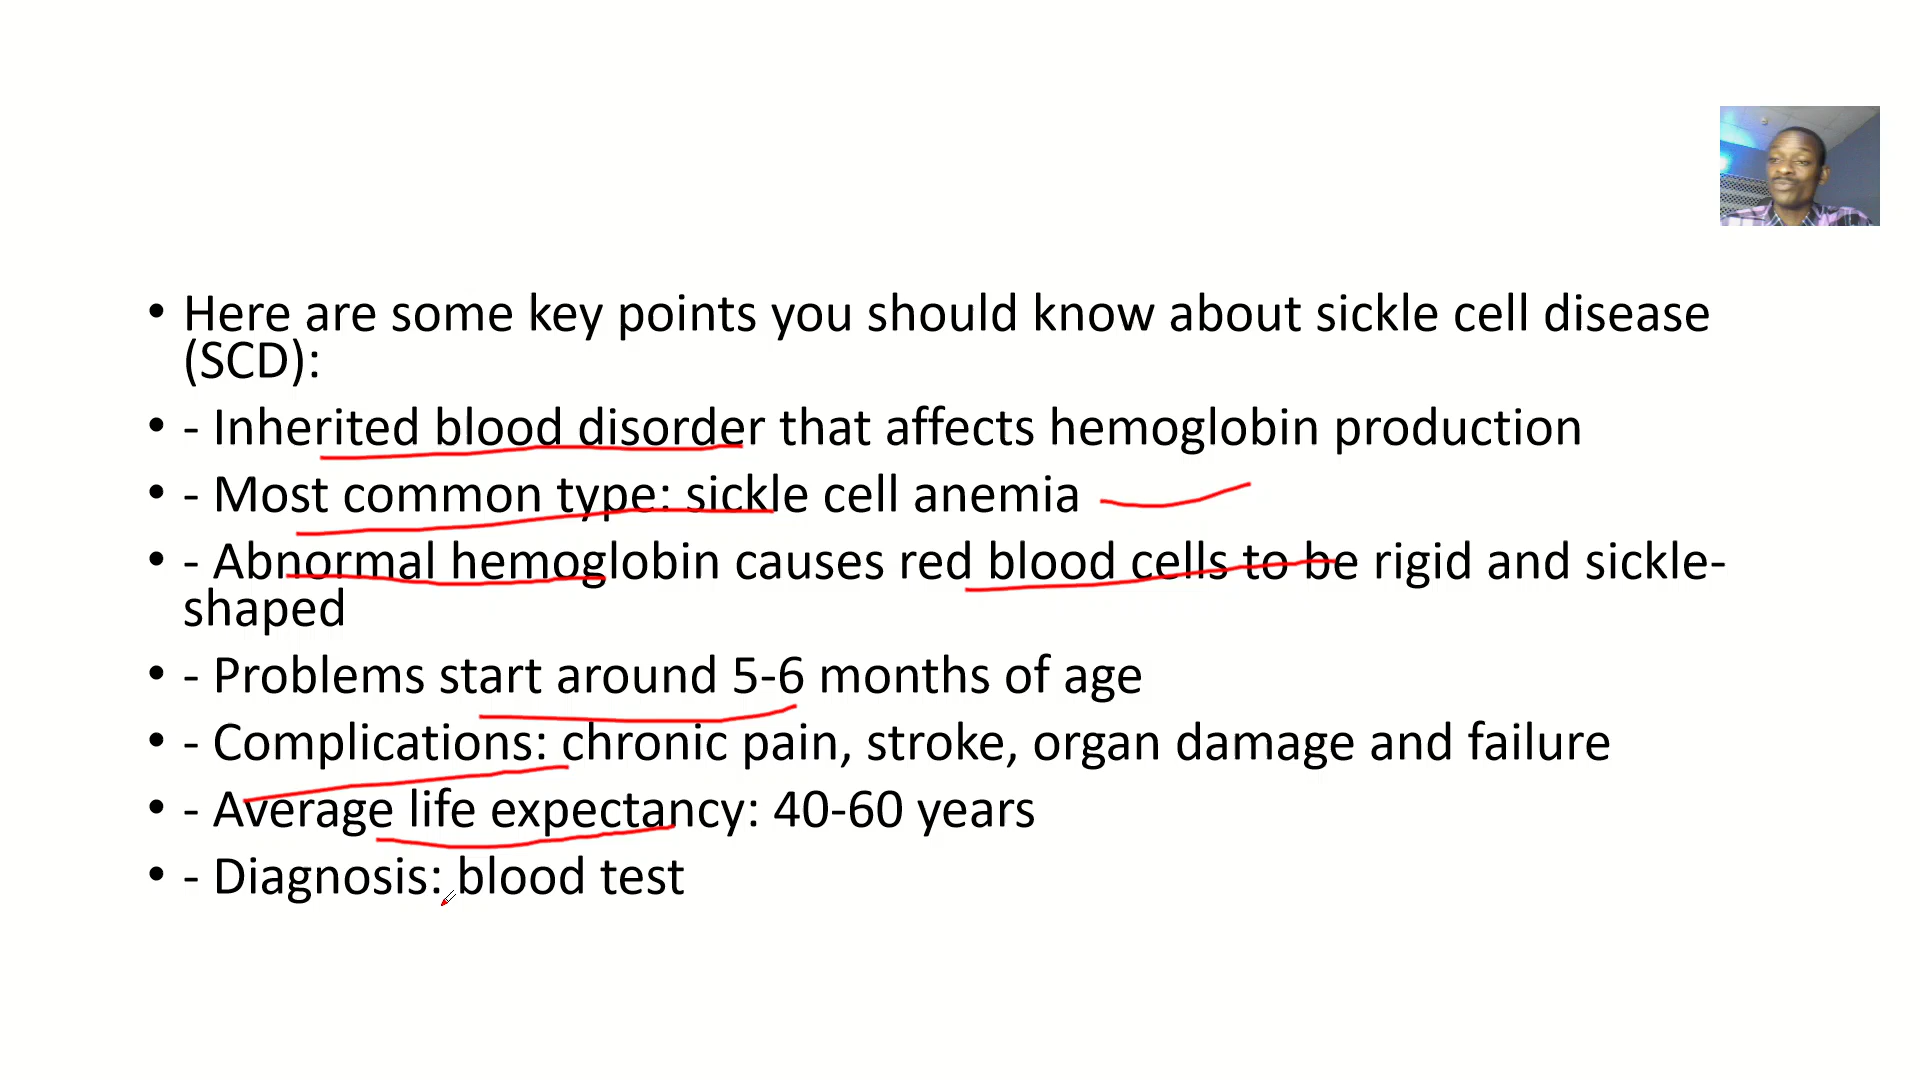 • Here are some key points you should know about sickle cell disease
(SCD):
• - Inherited blood disorder that affects hemoglobin production
• - Most common type: sickle cell anemia
• - Abnormal hemoglobin causes red blood cells to be rigid and sickle-
shaped
• - Problems start around 5-6 months of age
• - Complications: chronic pain, stroke, organ damage and failure
• - Average life expectancy: 40-60 years
• - Diagnosis: blood test